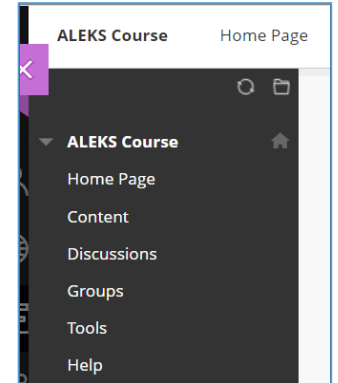 ALEKS Course Home Page
ALEKS Course
Home Page
Content
Discussions
Groups
Tools
Help